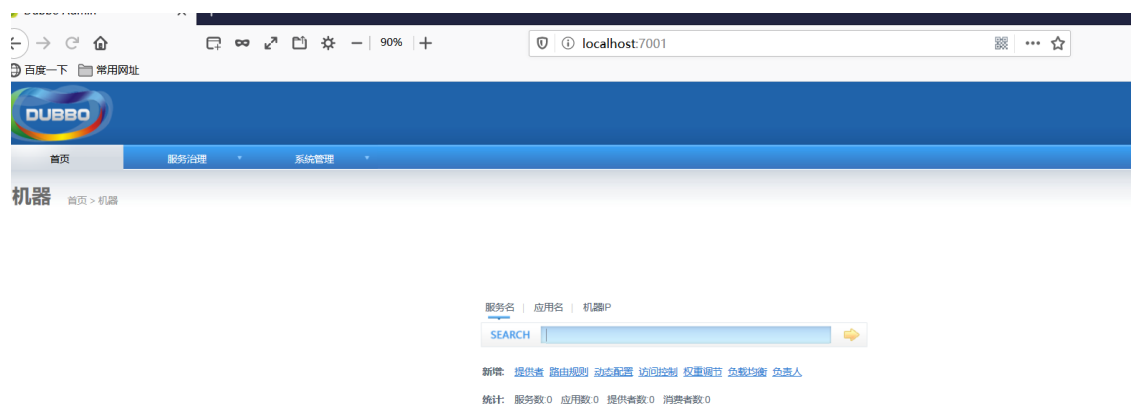 Dubbo Admin
90%
localhost:7001
百度一下 常用网址
DUBBO
首页 服务治理 系统管理
机器 首页 > 机器
服务名 | 应用名 | 机器IP
SEARCH
新增: 提供者 路由规则 动态配置 访问控制 权重调节 负载均衡 负责人
统计: 服务数:0 应用数:0 提供者数:0 消费者数:0